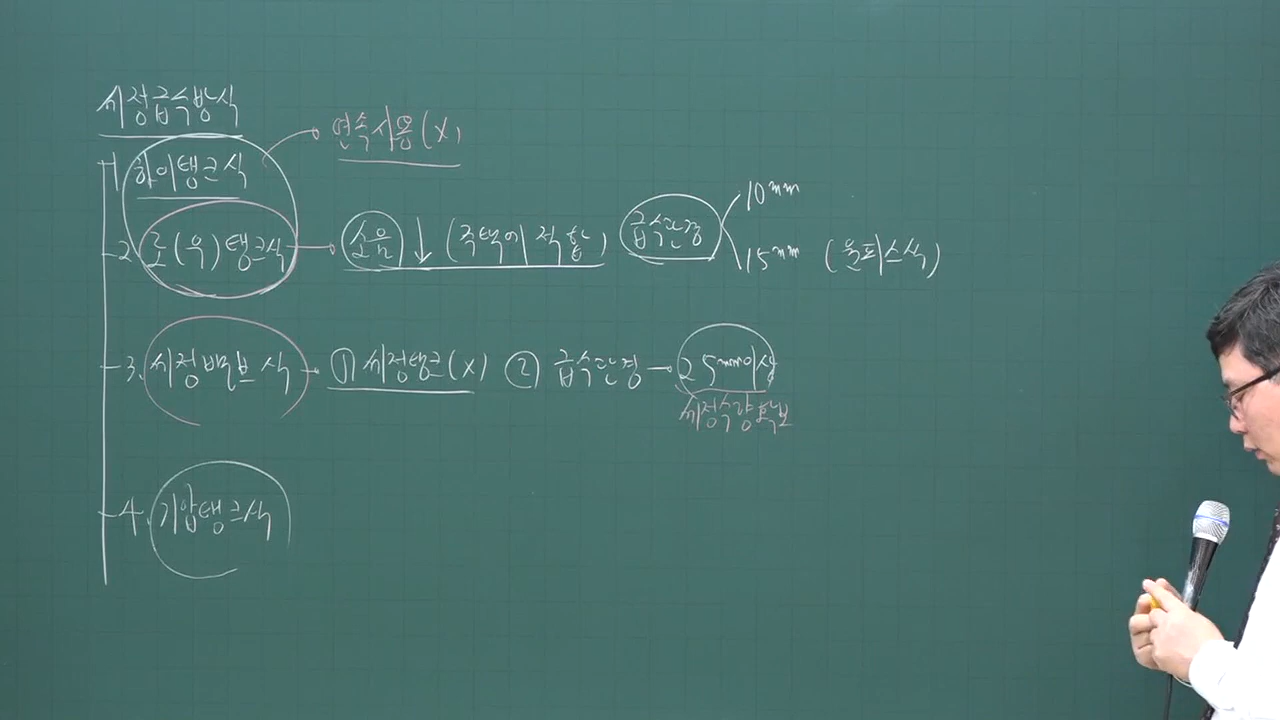 세정급수방식
1 하이탱크식 연속사용(X)
2. 로(우)탱크식 소음↓(주택에 적합) 급수관경 10mm
15mm (블로제트식)
3. 세정밸브식 ① 세정탱크(X) ② 급수관경 25mm이상
세정수량확보
4. 기압탱크식